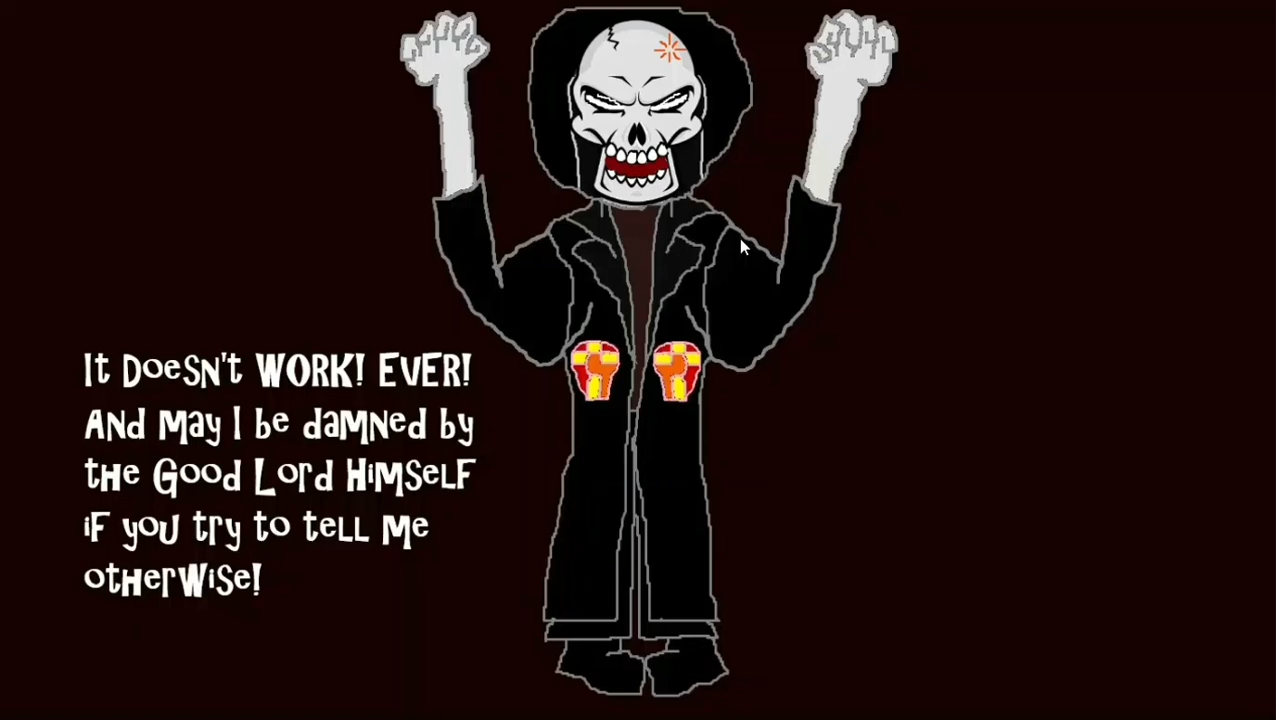 It Doesn't WORK! EVER!
And may I be damned by
the Good Lord Himself
if you try to tell me
otherwise!